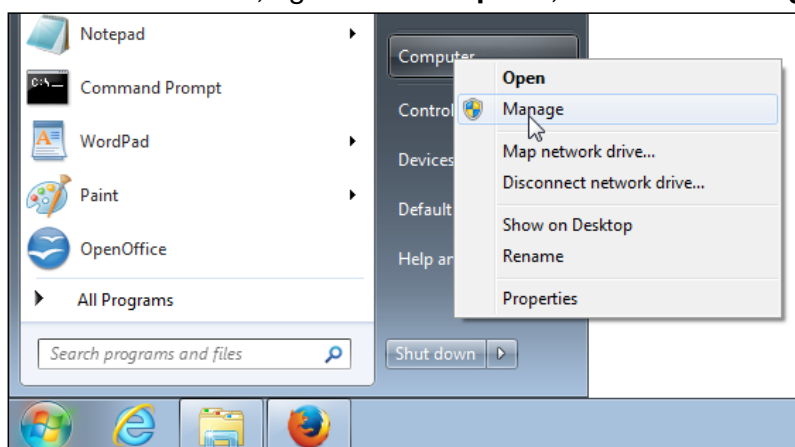 Notepad
Command Prompt
WordPad
Paint
OpenOffice
All Programs
Search programs and files
Computer
Control
Devices
Default
Help an
Shut down
Open
Manage
Map network drive...
Disconnect network drive...
Show on Desktop
Rename
Properties